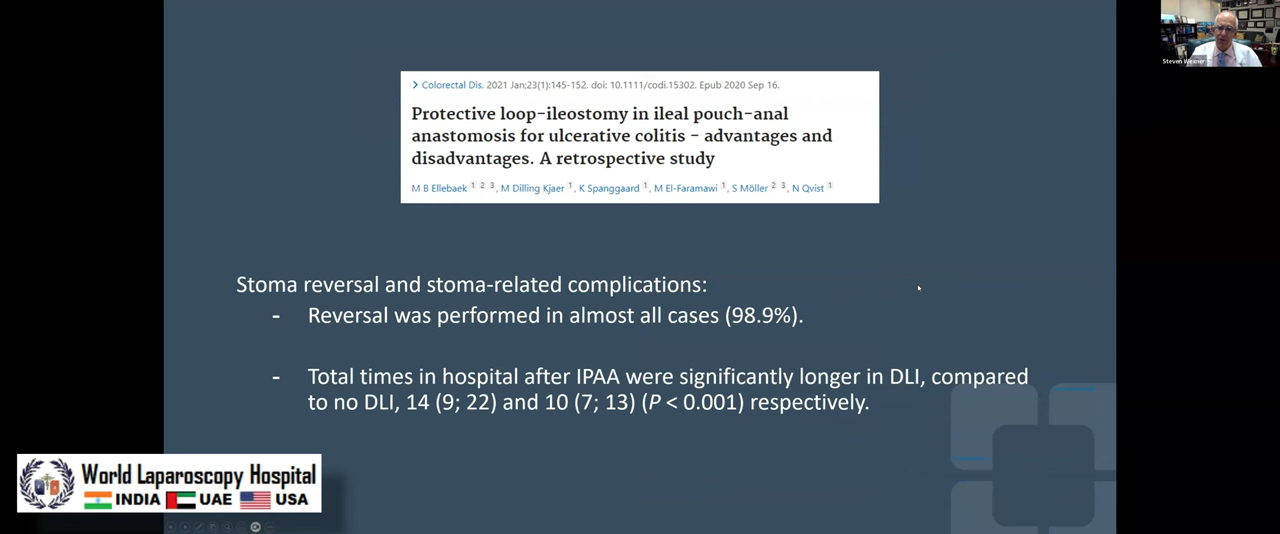 Steven Wexner
> Colorectal Dis. 2021 Jan;23(1):145-152. doi: 10.1111/codi.15302. Epub 2020 Sep 16.
Protective loop-ileostomy in ileal pouch-anal
anastomosis for ulcerative colitis - advantages and
disadvantages. A retrospective study
M B Ellebaek 1 2 3, M Dilling Kjaer 1, K Spanggaard 1, M El-Faramawi 1, S Möller 2 3, N Qvist 1
Stoma reversal and stoma-related complications:
- Reversal was performed in almost all cases (98.9%).
- Total times in hospital after IPAA were significantly longer in DLI, compared
to no DLI, 14 (9; 22) and 10 (7; 13) (P < 0.001) respectively.
World Laparoscopy Hospital
INDIA UAE USA